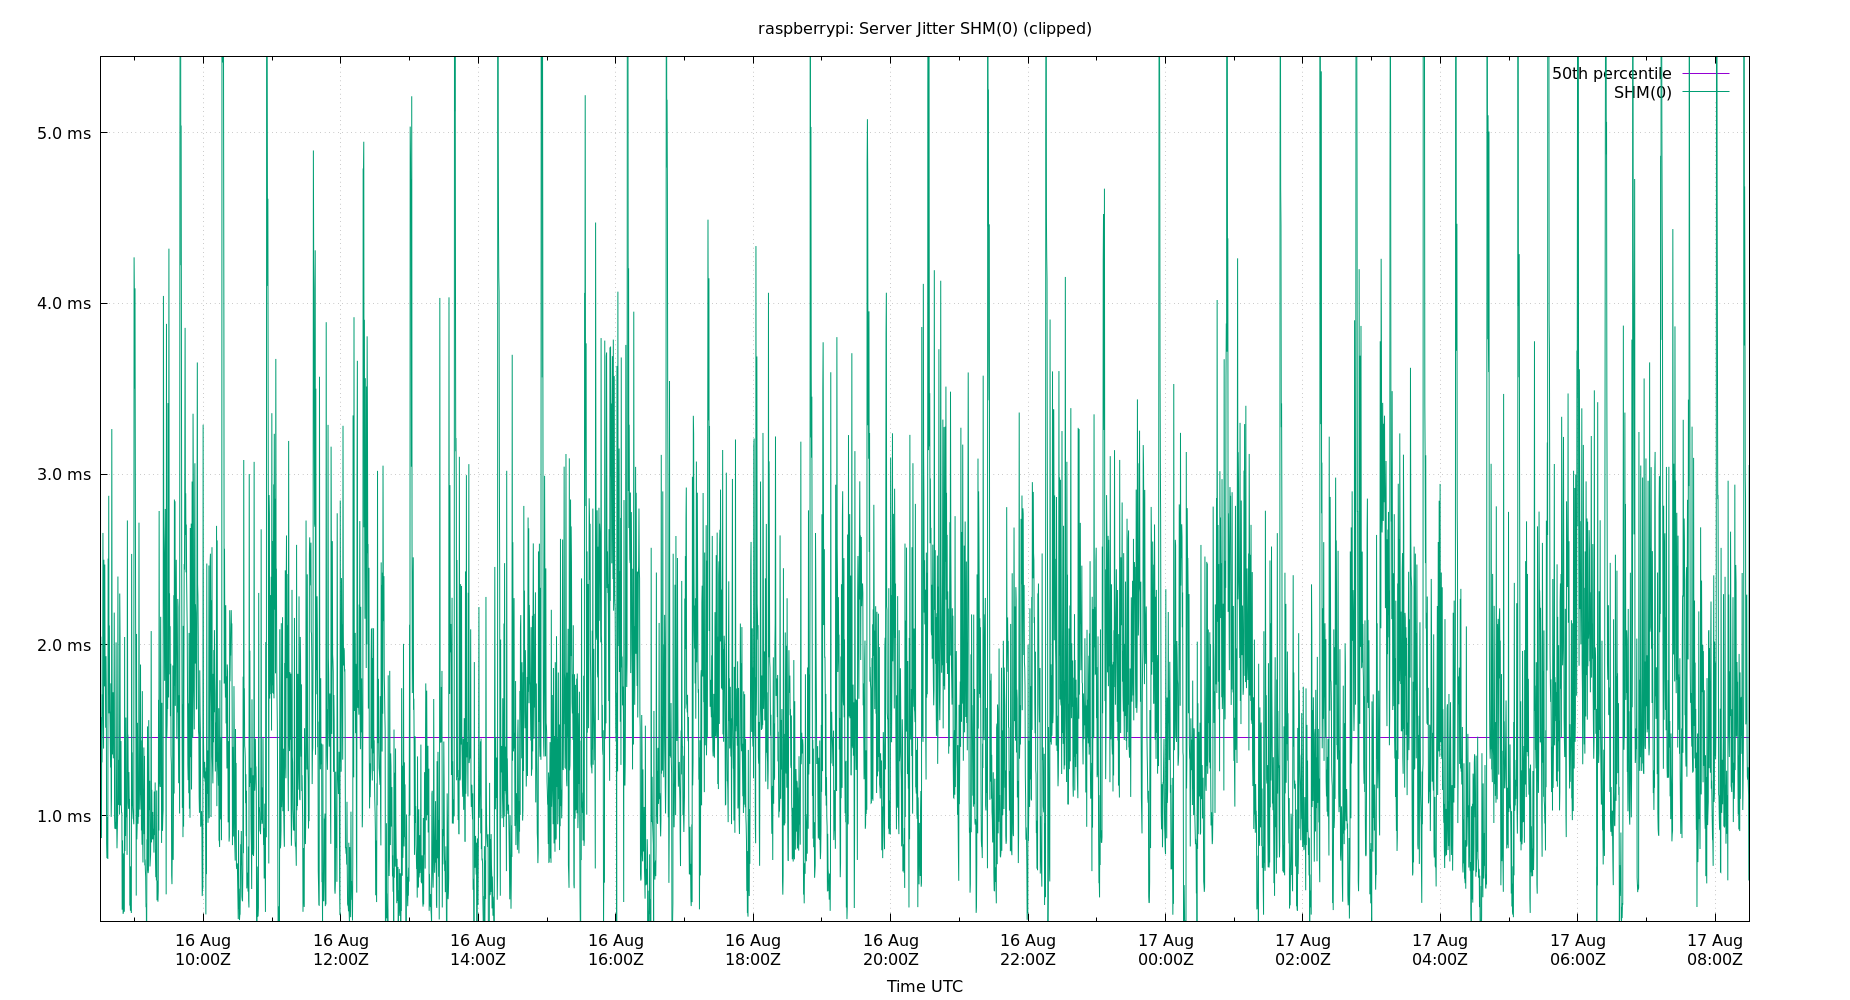 raspberrypi: Server Jitter SHM(0) (clipped)
50th percentile
SHM(0)
5.0 ms
4.0 ms
3.0 ms
2.0 ms
1.0 ms
16 Aug 16 Aug 16 Aug 16 Aug 16 Aug 16 Aug 16 Aug 17 Aug 17 Aug 17 Aug 17 Aug 17 Aug
10:00Z 12:00Z 14:00Z 16:00Z 18:00Z 20:00Z 22:00Z 00:00Z 02:00Z 04:00Z 06:00Z 08:00Z
Time UTC